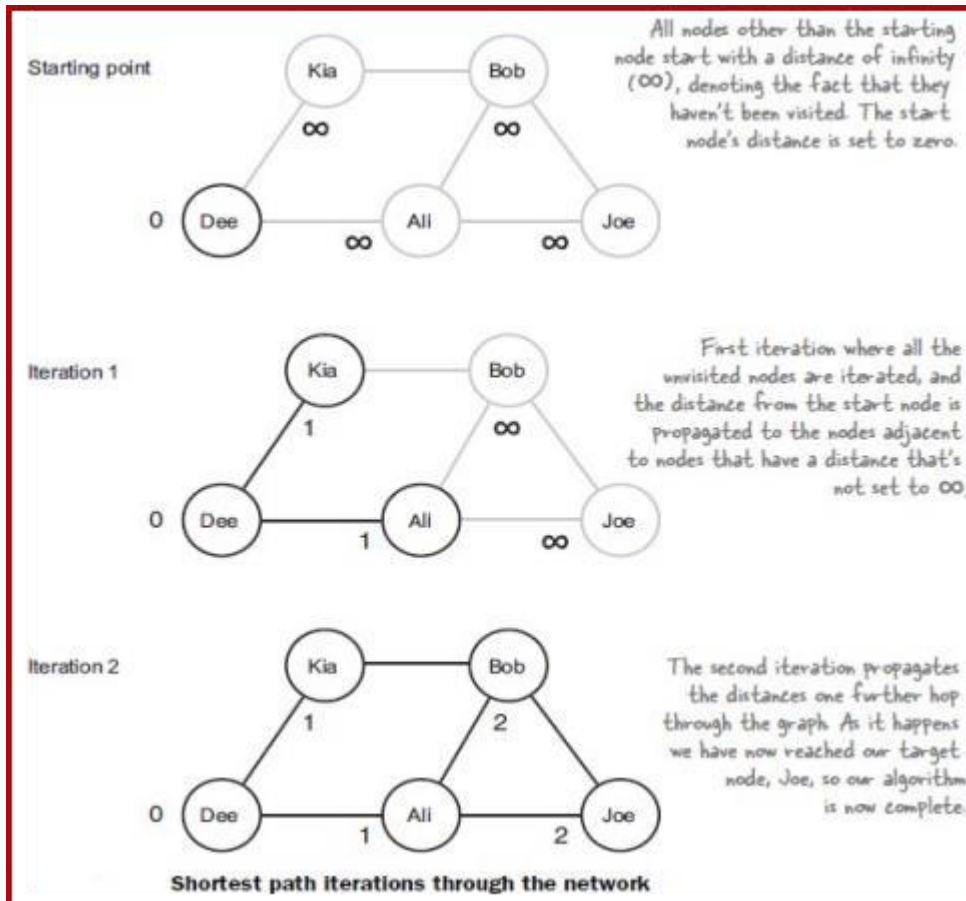 Starting point
Kia
Bob
∞
∞
0
Dee
Ali
Joe
∞
∞
All nodes other than the starting
node start with a distance of infinity
(∞), denoting the fact that they
haven't been visited. The start
node's distance is set to zero.
Iteration 1
Kia
Bob
1
∞
0
Dee
Ali
Joe
1
∞
First iteration where all the
unvisited nodes are iterated, and
the distance from the start node is
propagated to the nodes adjacent
to nodes that have a distance that's
not set to ∞.
Iteration 2
Kia
Bob
1
2
0
Dee
Ali
Joe
1
2
The second iteration propagates
the distances one further hop
through the graph. As it happens
we have now reached our target
node, Joe, so our algorithm
is now complete.
Shortest path iterations through the network